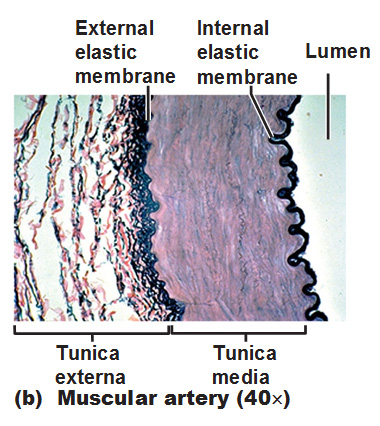 External
elastic
membrane
Internal
elastic
membrane
Lumen
Tunica
externa
Tunica
media
(b) Muscular artery (40×)